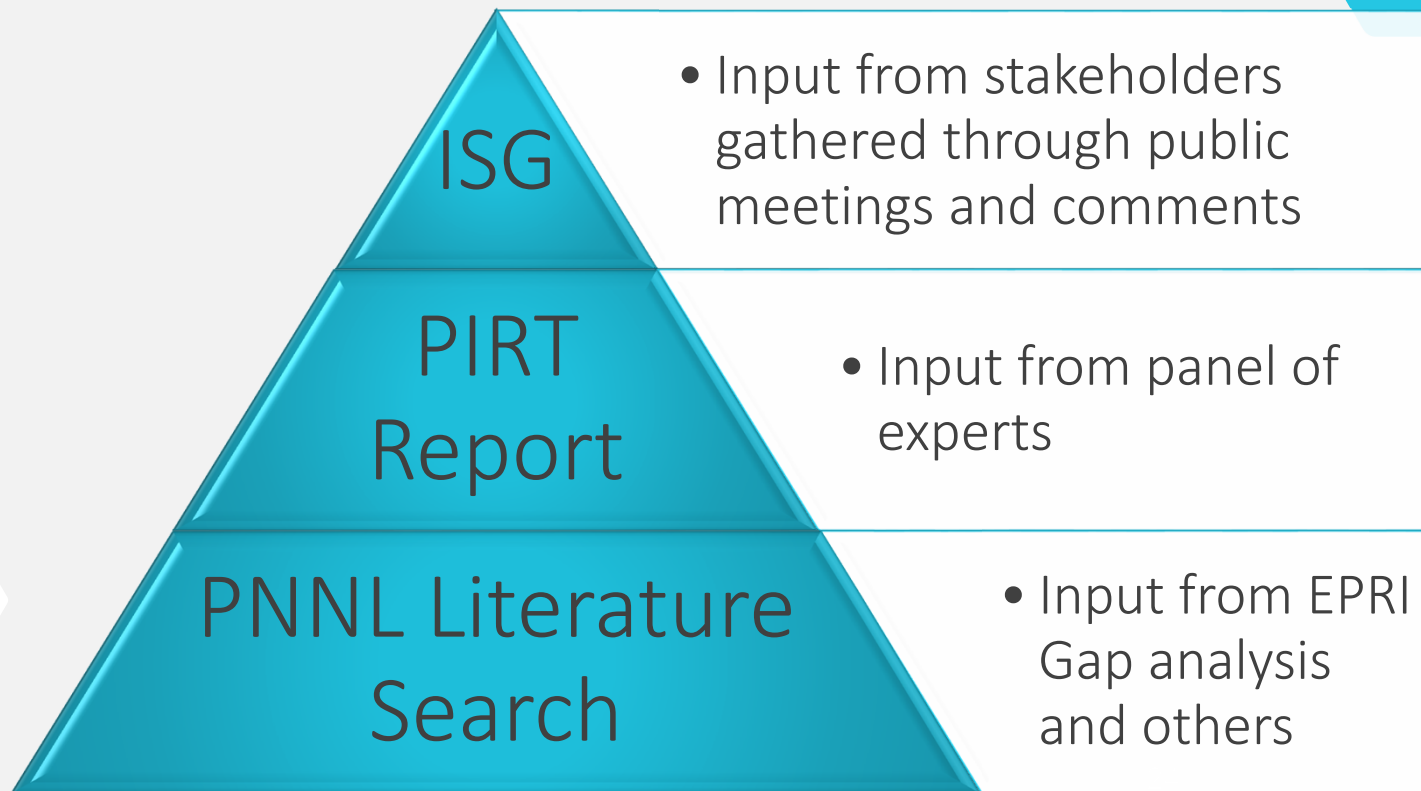 ISG
• Input from stakeholders
gathered through public
meetings and comments
PIRT
Report
• Input from panel of
experts
PNNL Literature
Search
• Input from EPRI
Gap analysis
and others